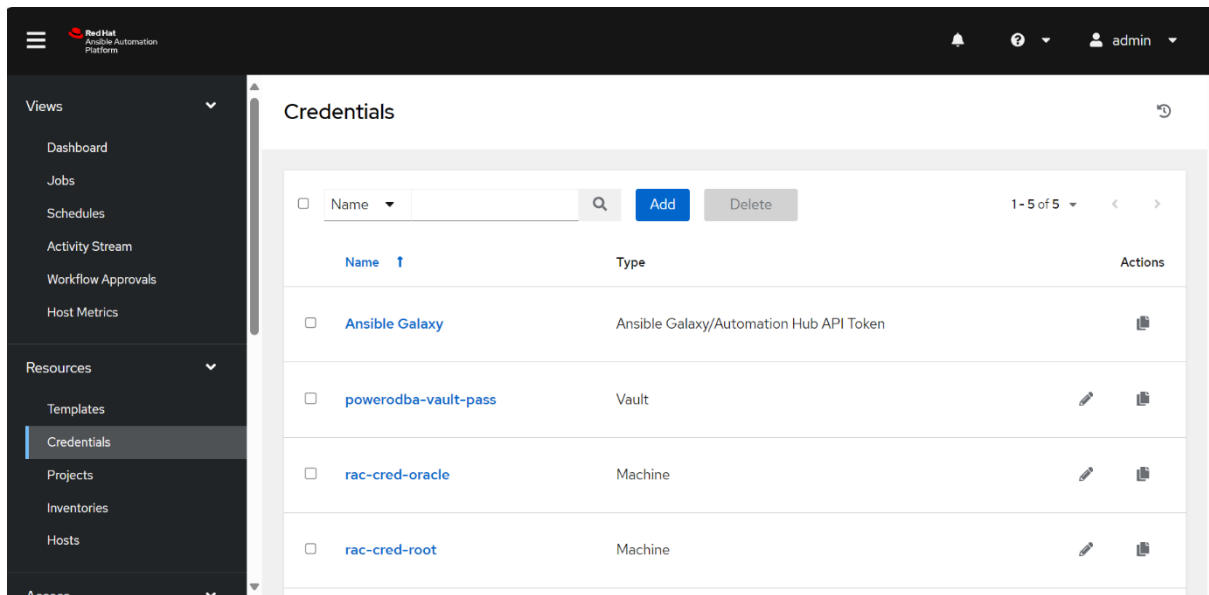 Red Hat
Ansible Automation
Platform
admin
Views
Dashboard
Jobs
Schedules
Activity Stream
Workflow Approvals
Host Metrics
Resources
Templates
Credentials
Projects
Inventories
Hosts
Access
Credentials
Name
Add
Delete
1 - 5 of 5
Name Type Actions
Ansible Galaxy Ansible Galaxy/Automation Hub API Token
powerodba-vault-pass Vault
rac-cred-oracle Machine
rac-cred-root Machine